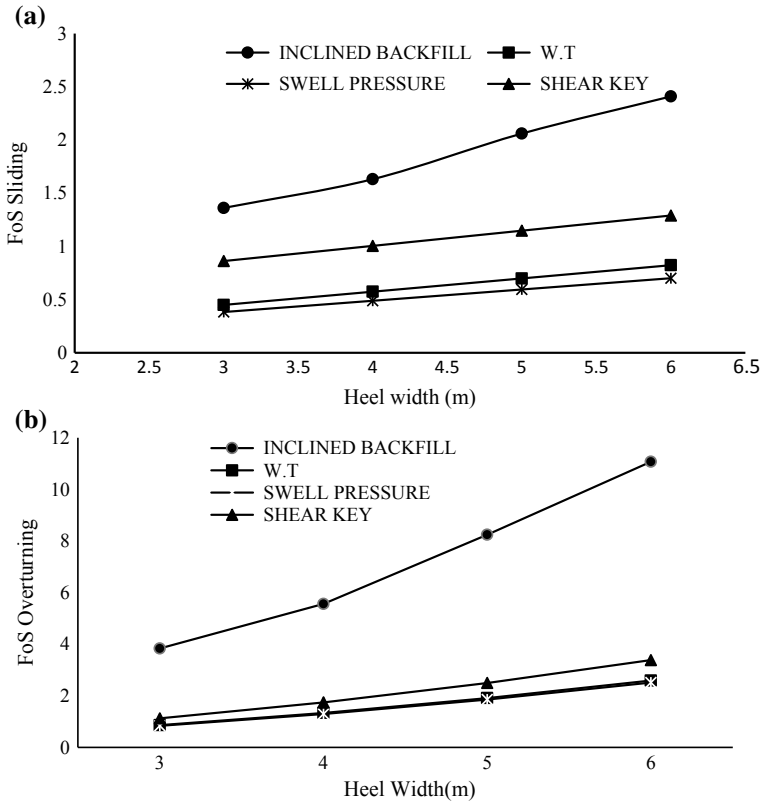 (a)
INCLINED BACKFILL W.T
SWELL PRESSURE SHEAR KEY
3
2.5
2
1.5
1
0.5
0
FoS Sliding
2 2.5 3 3.5 4 4.5 5 5.5 6 6.5
Heel width (m)
(b)
INCLINED BACKFILL
W.T
SWELL PRESSURE
SHEAR KEY
12
10
8
6
4
2
0
FoS Overturning
3 4 5 6
Heel Width(m)